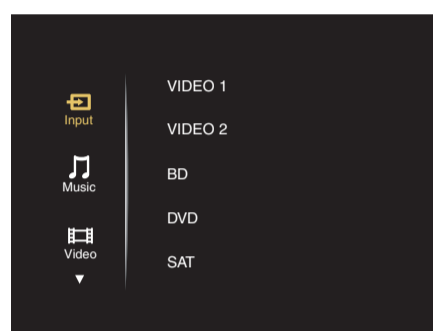 Input
Music
Video
VIDEO 1
VIDEO 2
BD
DVD
SAT